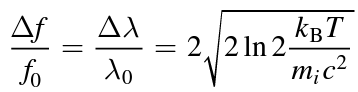 Δf/f₀ = Δλ/λ₀ = 2√(2 ln 2 k_B T/(m_i c²))